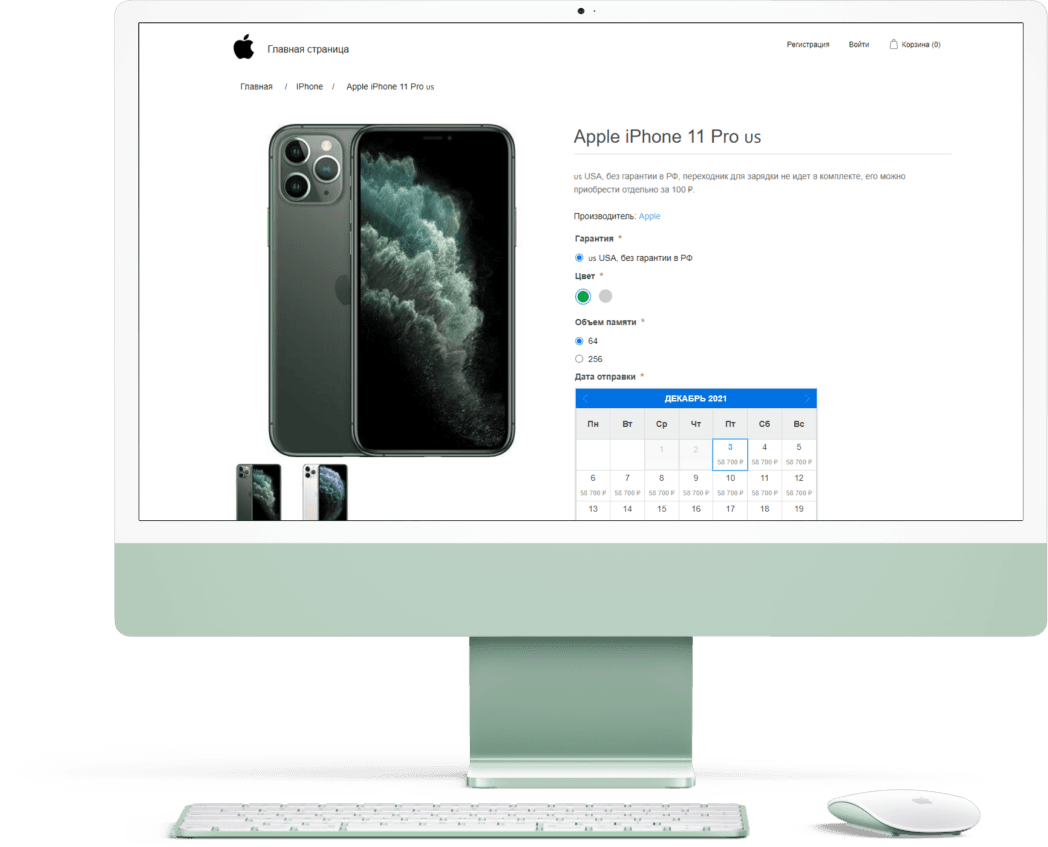 Главная страница
Регистрация Войти Корзина (0)
Главная / IPhone / Apple iPhone 11 Pro us
Apple iPhone 11 Pro us
us USA, без гарантии в РФ, переходник для зарядки не идет в комплекте, его можно
приобрести отдельно за 100 ₽.
Производитель: Apple
Гарантия *
us USA, без гарантии в РФ
Цвет *
Объем памяти *
64
256
Дата отправки *
ДЕКАБРЬ 2021
Пн Вт Ср Чт Пт Сб Вс
1 2 3 4 5
58 700 ₽ 58 700 ₽ 58 700 ₽
6 7 8 9 10 11 12
58 700 ₽ 58 700 ₽ 58 700 ₽ 58 700 ₽ 58 700 ₽ 58 700 ₽ 58 700 ₽
13 14 15 16 17 18 19